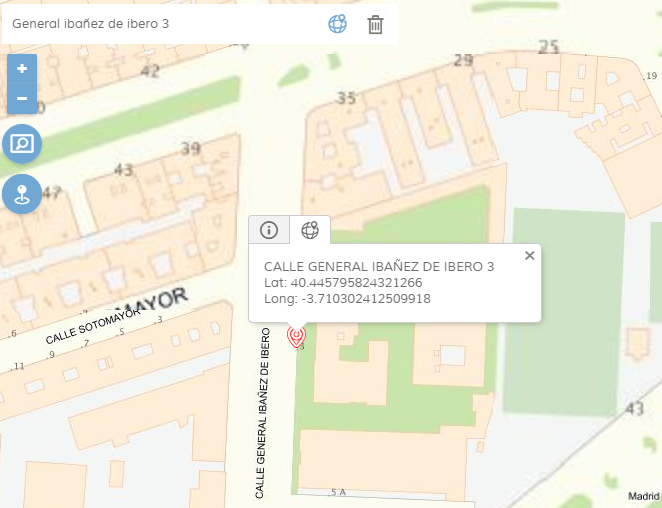 General ibañez de ibero 3
+
−
42
25
29
19
35
39
43
47
CALLE GENERAL IBAÑEZ DE IBERO 3
Lat: 40.445795824321266
Long: -3.710302412509918
MAYOR
CALLE SOTOMAYOR
.6
.3
.5
.7
.9
.11
3
CALLE GENERAL IBAÑEZ DE IBERO
43
.5 A
Madrid